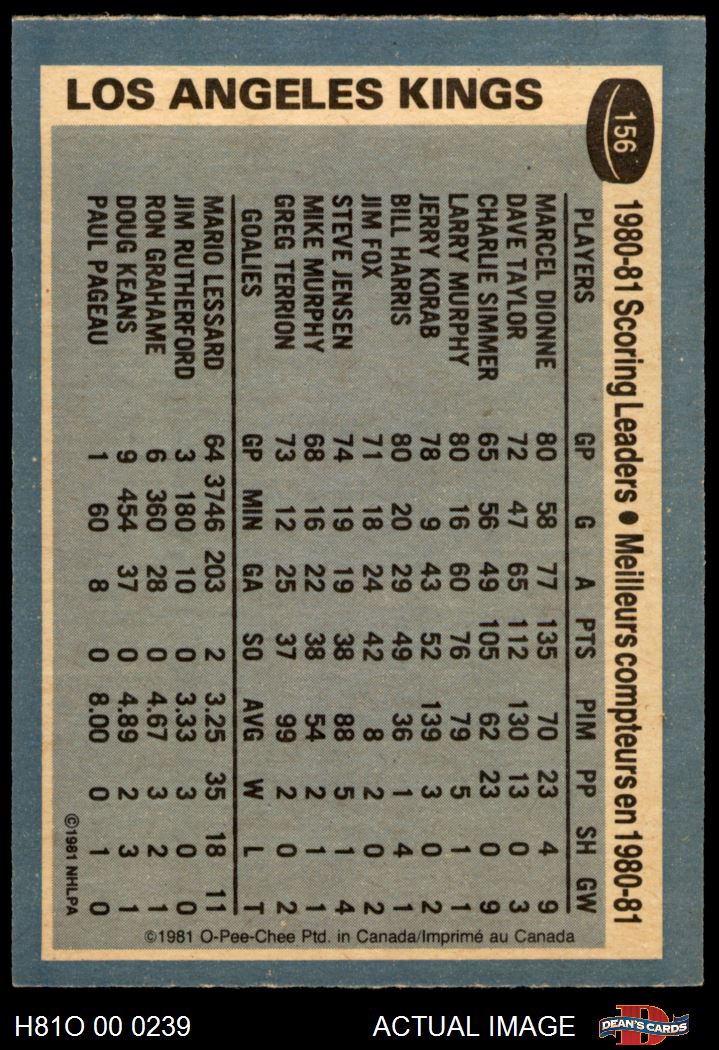 LOS ANGELES KINGS
156
1980-81 Scoring Leaders • Meilleurs compteurs en 1980-81
PLAYERS GP G A PTS PIM PP SH GW
MARCEL DIONNE 80 58 77 135 70 23 4 9
DAVE TAYLOR 72 47 65 112 130 13 0 3
CHARLIE SIMMER 65 56 49 105 62 23 0 9
LARRY MURPHY 80 16 60 76 79 5 1 1
JERRY KORAB 78 9 43 52 139 3 0 2
BILL HARRIS 80 20 29 49 36 1 4 1
JIM FOX 71 18 24 42 8 2 0 2
STEVE JENSEN 74 19 19 38 88 5 1 4
MIKE MURPHY 68 16 22 38 54 2 1 1
GREG TERRION 73 12 25 37 99 2 0 2
GOALIES GP MIN GA SO AVG W L T
MARIO LESSARD 64 3746 203 2 3.25 35 18 11
JIM RUTHERFORD 3 180 10 0 3.33 3 0 0
RON GRAHAME 6 360 28 0 4.67 3 2 1
DOUG KEANS 9 454 37 0 4.89 2 3 1
PAUL PAGEAU 1 60 8 0 8.00 0 1 0
©1981 NHLPA
©1981 O-Pee-Chee Ptd. in Canada/Imprimé au Canada
H81O 00 0239
ACTUAL IMAGE
D
DEAN'S CARDS